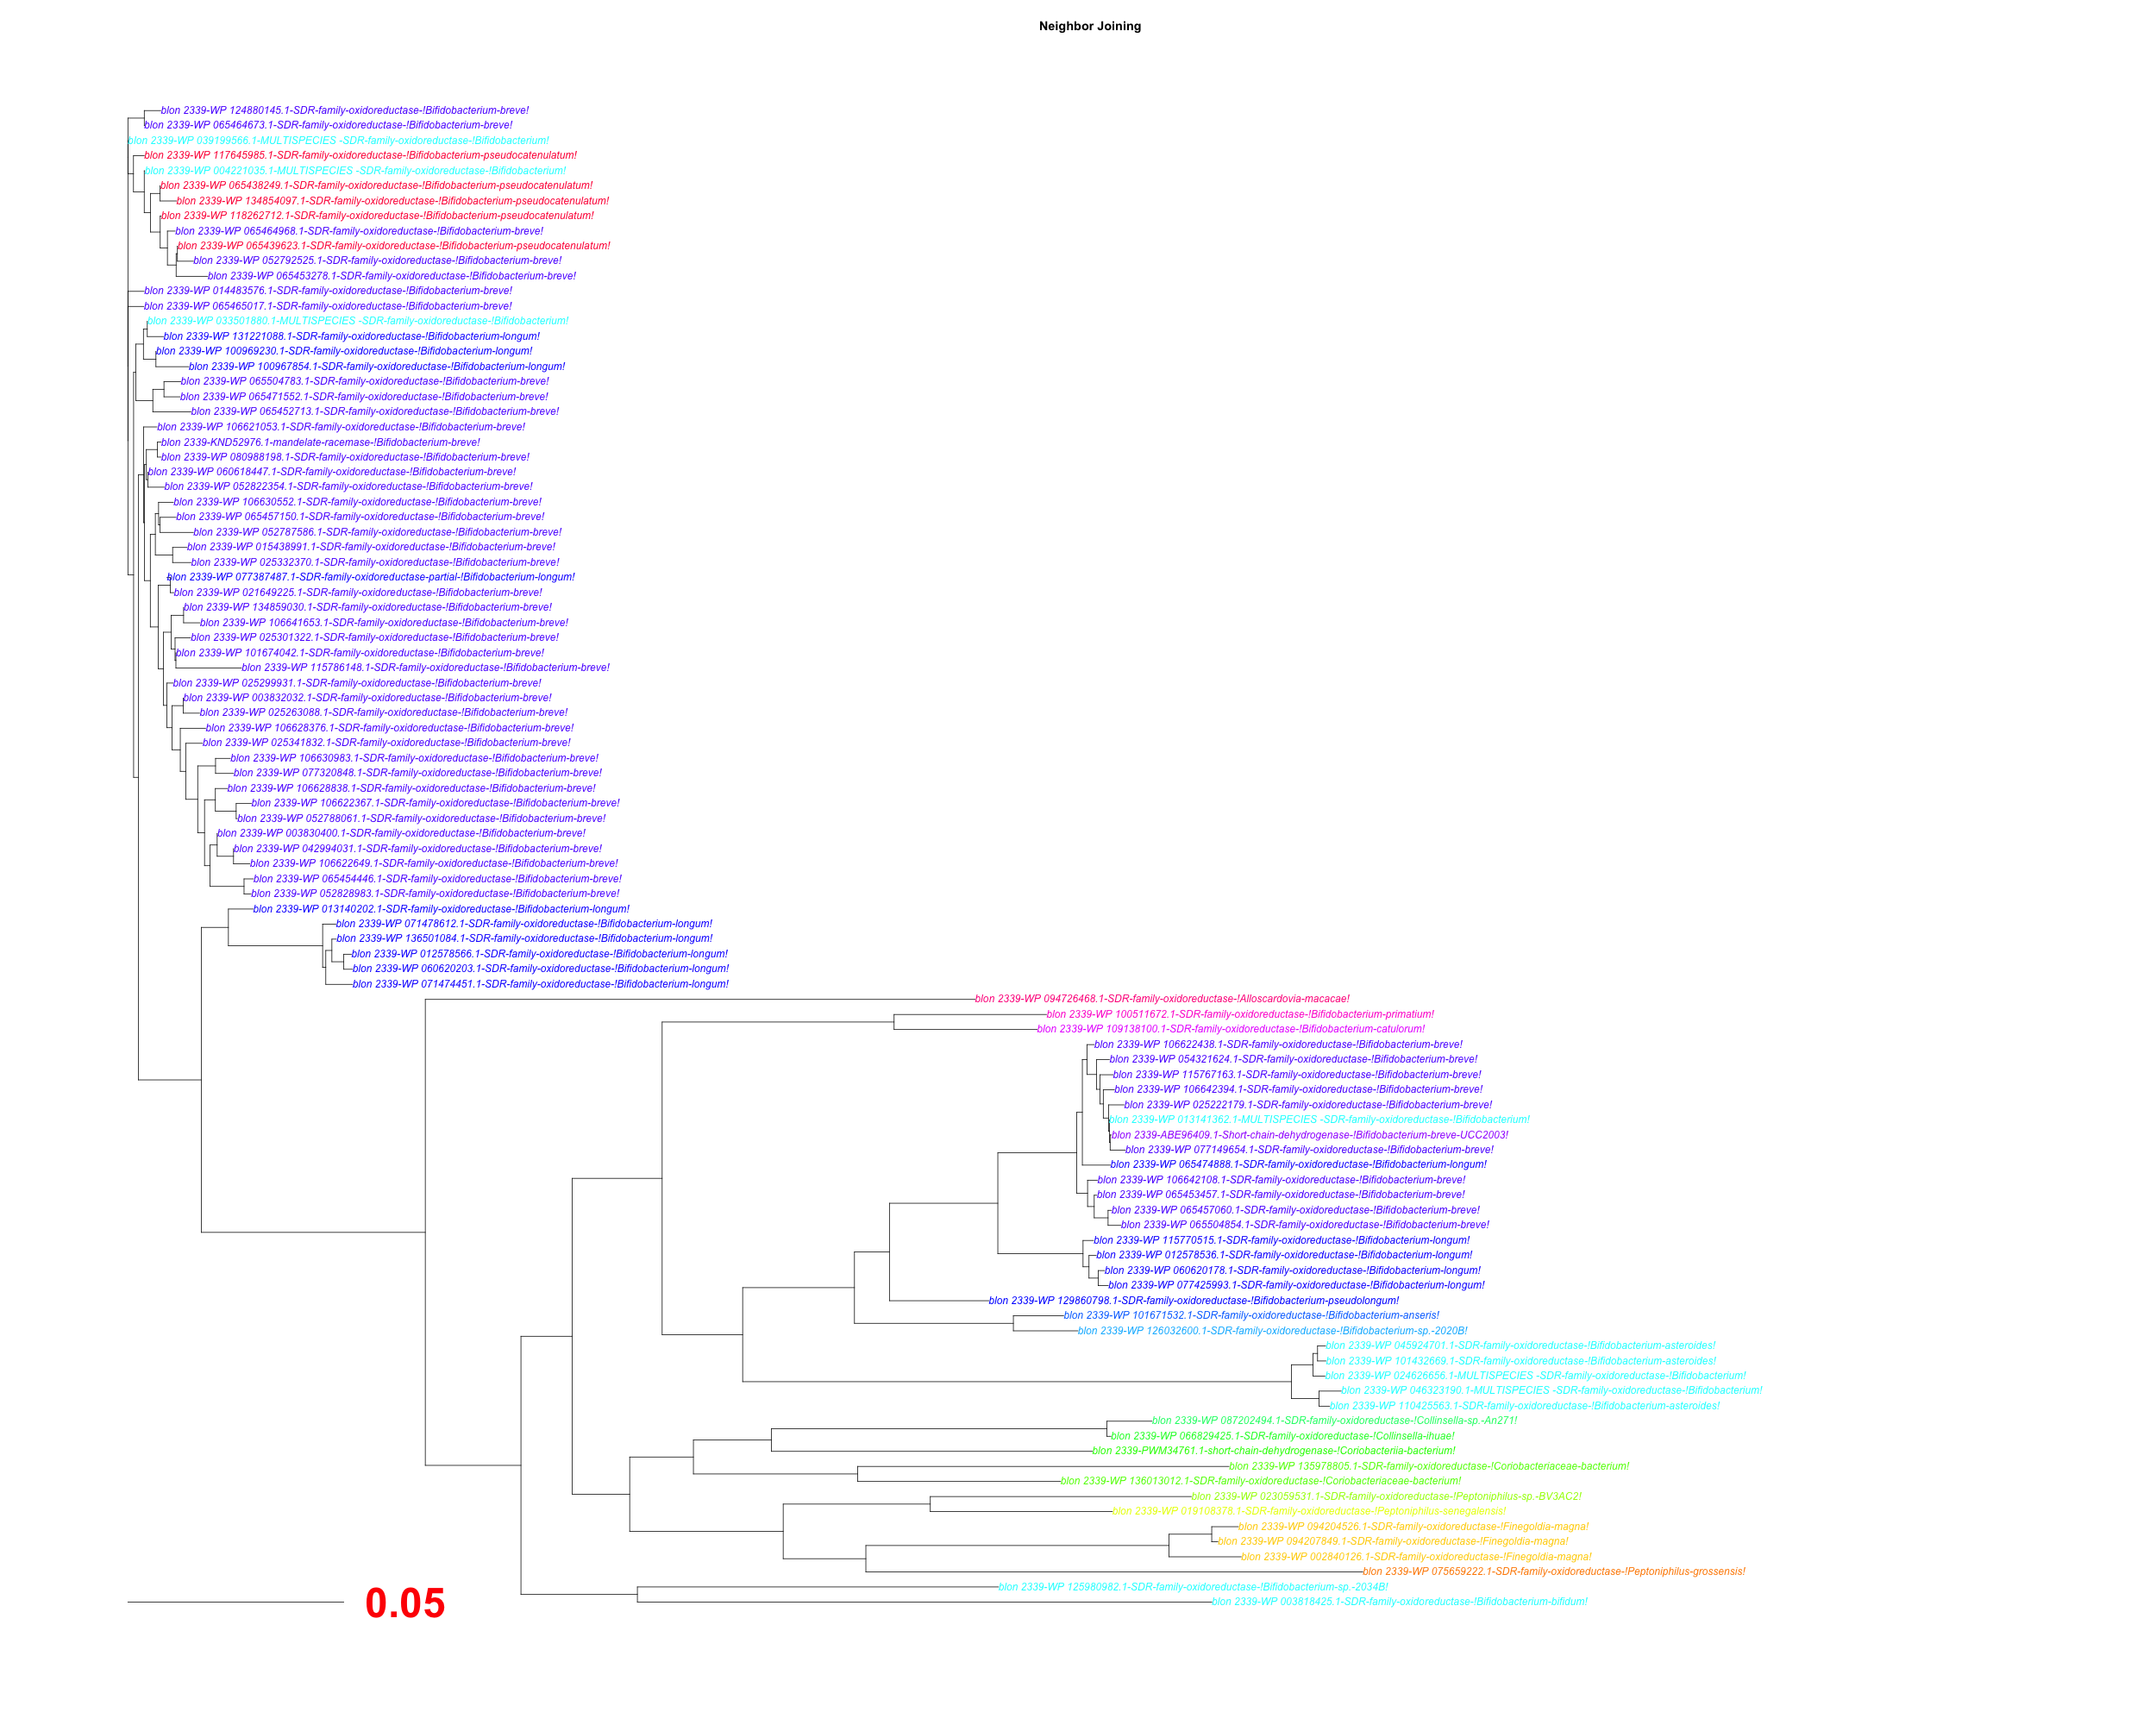 Neighbor Joining
blon 2339-WP 124880145.1-SDR-family-oxidoreductase-!Bifidobacterium-breve!
blon 2339-WP 065464673.1-SDR-family-oxidoreductase-!Bifidobacterium-breve!
blon 2339-WP 039199566.1-MULTISPECIES -SDR-family-oxidoreductase-!Bifidobacterium!
blon 2339-WP 117645985.1-SDR-family-oxidoreductase-!Bifidobacterium-pseudocatenulatum!
blon 2339-WP 004221035.1-MULTISPECIES -SDR-family-oxidoreductase-!Bifidobacterium!
blon 2339-WP 065438249.1-SDR-family-oxidoreductase-!Bifidobacterium-pseudocatenulatum!
blon 2339-WP 134854097.1-SDR-family-oxidoreductase-!Bifidobacterium-pseudocatenulatum!
blon 2339-WP 118262712.1-SDR-family-oxidoreductase-!Bifidobacterium-pseudocatenulatum!
blon 2339-WP 065464968.1-SDR-family-oxidoreductase-!Bifidobacterium-breve!
blon 2339-WP 065439623.1-SDR-family-oxidoreductase-!Bifidobacterium-pseudocatenulatum!
blon 2339-WP 052792525.1-SDR-family-oxidoreductase-!Bifidobacterium-breve!
blon 2339-WP 065453278.1-SDR-family-oxidoreductase-!Bifidobacterium-breve!
blon 2339-WP 014483576.1-SDR-family-oxidoreductase-!Bifidobacterium-breve!
blon 2339-WP 065465017.1-SDR-family-oxidoreductase-!Bifidobacterium-breve!
blon 2339-WP 033501880.1-MULTISPECIES -SDR-family-oxidoreductase-!Bifidobacterium!
blon 2339-WP 131221088.1-SDR-family-oxidoreductase-!Bifidobacterium-longum!
blon 2339-WP 100969230.1-SDR-family-oxidoreductase-!Bifidobacterium-longum!
blon 2339-WP 100967854.1-SDR-family-oxidoreductase-!Bifidobacterium-longum!
blon 2339-WP 065504783.1-SDR-family-oxidoreductase-!Bifidobacterium-breve!
blon 2339-WP 065471552.1-SDR-family-oxidoreductase-!Bifidobacterium-breve!
blon 2339-WP 065452713.1-SDR-family-oxidoreductase-!Bifidobacterium-breve!
blon 2339-WP 106621053.1-SDR-family-oxidoreductase-!Bifidobacterium-breve!
blon 2339-KND52976.1-mandelate-racemase-!Bifidobacterium-breve!
blon 2339-WP 080988198.1-SDR-family-oxidoreductase-!Bifidobacterium-breve!
blon 2339-WP 060618447.1-SDR-family-oxidoreductase-!Bifidobacterium-breve!
blon 2339-WP 052822354.1-SDR-family-oxidoreductase-!Bifidobacterium-breve!
blon 2339-WP 106630552.1-SDR-family-oxidoreductase-!Bifidobacterium-breve!
blon 2339-WP 065457150.1-SDR-family-oxidoreductase-!Bifidobacterium-breve!
blon 2339-WP 052787586.1-SDR-family-oxidoreductase-!Bifidobacterium-breve!
blon 2339-WP 015438991.1-SDR-family-oxidoreductase-!Bifidobacterium-breve!
blon 2339-WP 025332370.1-SDR-family-oxidoreductase-!Bifidobacterium-breve!
blon 2339-WP 077387487.1-SDR-family-oxidoreductase-partial-!Bifidobacterium-longum!
blon 2339-WP 021649225.1-SDR-family-oxidoreductase-!Bifidobacterium-breve!
blon 2339-WP 134859030.1-SDR-family-oxidoreductase-!Bifidobacterium-breve!
blon 2339-WP 106641653.1-SDR-family-oxidoreductase-!Bifidobacterium-breve!
blon 2339-WP 025301322.1-SDR-family-oxidoreductase-!Bifidobacterium-breve!
blon 2339-WP 101674042.1-SDR-family-oxidoreductase-!Bifidobacterium-breve!
blon 2339-WP 115786148.1-SDR-family-oxidoreductase-!Bifidobacterium-breve!
blon 2339-WP 025299931.1-SDR-family-oxidoreductase-!Bifidobacterium-breve!
blon 2339-WP 003832032.1-SDR-family-oxidoreductase-!Bifidobacterium-breve!
blon 2339-WP 025263088.1-SDR-family-oxidoreductase-!Bifidobacterium-breve!
blon 2339-WP 106628376.1-SDR-family-oxidoreductase-!Bifidobacterium-breve!
blon 2339-WP 025341832.1-SDR-family-oxidoreductase-!Bifidobacterium-breve!
blon 2339-WP 106630983.1-SDR-family-oxidoreductase-!Bifidobacterium-breve!
blon 2339-WP 077320848.1-SDR-family-oxidoreductase-!Bifidobacterium-breve!
blon 2339-WP 106628838.1-SDR-family-oxidoreductase-!Bifidobacterium-breve!
blon 2339-WP 106622367.1-SDR-family-oxidoreductase-!Bifidobacterium-breve!
blon 2339-WP 052788061.1-SDR-family-oxidoreductase-!Bifidobacterium-breve!
blon 2339-WP 003830400.1-SDR-family-oxidoreductase-!Bifidobacterium-breve!
blon 2339-WP 042994031.1-SDR-family-oxidoreductase-!Bifidobacterium-breve!
blon 2339-WP 106622649.1-SDR-family-oxidoreductase-!Bifidobacterium-breve!
blon 2339-WP 065454446.1-SDR-family-oxidoreductase-!Bifidobacterium-breve!
blon 2339-WP 052828983.1-SDR-family-oxidoreductase-!Bifidobacterium-breve!
blon 2339-WP 013140202.1-SDR-family-oxidoreductase-!Bifidobacterium-longum!
blon 2339-WP 071478612.1-SDR-family-oxidoreductase-!Bifidobacterium-longum!
blon 2339-WP 136501084.1-SDR-family-oxidoreductase-!Bifidobacterium-longum!
blon 2339-WP 012578566.1-SDR-family-oxidoreductase-!Bifidobacterium-longum!
blon 2339-WP 060620203.1-SDR-family-oxidoreductase-!Bifidobacterium-longum!
blon 2339-WP 071474451.1-SDR-family-oxidoreductase-!Bifidobacterium-longum!
blon 2339-WP 094726468.1-SDR-family-oxidoreductase-!Alloscardovia-macacae!
blon 2339-WP 100511672.1-SDR-family-oxidoreductase-!Bifidobacterium-primatium!
blon 2339-WP 109138100.1-SDR-family-oxidoreductase-!Bifidobacterium-catulorum!
blon 2339-WP 106622438.1-SDR-family-oxidoreductase-!Bifidobacterium-breve!
blon 2339-WP 054321624.1-SDR-family-oxidoreductase-!Bifidobacterium-breve!
blon 2339-WP 115767163.1-SDR-family-oxidoreductase-!Bifidobacterium-breve!
blon 2339-WP 106642394.1-SDR-family-oxidoreductase-!Bifidobacterium-breve!
blon 2339-WP 025222179.1-SDR-family-oxidoreductase-!Bifidobacterium-breve!
blon 2339-WP 013141362.1-MULTISPECIES -SDR-family-oxidoreductase-!Bifidobacterium!
blon 2339-ABE96409.1-Short-chain-dehydrogenase-!Bifidobacterium-breve-UCC2003!
blon 2339-WP 077149654.1-SDR-family-oxidoreductase-!Bifidobacterium-breve!
blon 2339-WP 065474888.1-SDR-family-oxidoreductase-!Bifidobacterium-longum!
blon 2339-WP 106642108.1-SDR-family-oxidoreductase-!Bifidobacterium-breve!
blon 2339-WP 065453457.1-SDR-family-oxidoreductase-!Bifidobacterium-breve!
blon 2339-WP 065457060.1-SDR-family-oxidoreductase-!Bifidobacterium-breve!
blon 2339-WP 065504854.1-SDR-family-oxidoreductase-!Bifidobacterium-breve!
blon 2339-WP 115770515.1-SDR-family-oxidoreductase-!Bifidobacterium-longum!
blon 2339-WP 012578536.1-SDR-family-oxidoreductase-!Bifidobacterium-longum!
blon 2339-WP 060620178.1-SDR-family-oxidoreductase-!Bifidobacterium-longum!
blon 2339-WP 077425993.1-SDR-family-oxidoreductase-!Bifidobacterium-longum!
blon 2339-WP 129860798.1-SDR-family-oxidoreductase-!Bifidobacterium-pseudolongum!
blon 2339-WP 101671532.1-SDR-family-oxidoreductase-!Bifidobacterium-anseris!
blon 2339-WP 126032600.1-SDR-family-oxidoreductase-!Bifidobacterium-sp.-2020B!
blon 2339-WP 045924701.1-SDR-family-oxidoreductase-!Bifidobacterium-asteroides!
blon 2339-WP 101432669.1-SDR-family-oxidoreductase-!Bifidobacterium-asteroides!
blon 2339-WP 024626656.1-MULTISPECIES -SDR-family-oxidoreductase-!Bifidobacterium!
blon 2339-WP 046323190.1-MULTISPECIES -SDR-family-oxidoreductase-!Bifidobacterium!
blon 2339-WP 110425563.1-SDR-family-oxidoreductase-!Bifidobacterium-asteroides!
blon 2339-WP 087202494.1-SDR-family-oxidoreductase-!Collinsella-sp.-An271!
blon 2339-WP 066829425.1-SDR-family-oxidoreductase-!Collinsella-ihuae!
blon 2339-PWM34761.1-short-chain-dehydrogenase-!Coriobacteriia-bacterium!
blon 2339-WP 135978805.1-SDR-family-oxidoreductase-!Coriobacteriaceae-bacterium!
blon 2339-WP 136013012.1-SDR-family-oxidoreductase-!Coriobacteriaceae-bacterium!
blon 2339-WP 023059531.1-SDR-family-oxidoreductase-!Peptoniphilus-sp.-BV3AC2!
blon 2339-WP 019108378.1-SDR-family-oxidoreductase-!Peptoniphilus-senegalensis!
blon 2339-WP 094204526.1-SDR-family-oxidoreductase-!Finegoldia-magna!
blon 2339-WP 094207849.1-SDR-family-oxidoreductase-!Finegoldia-magna!
blon 2339-WP 002840126.1-SDR-family-oxidoreductase-!Finegoldia-magna!
blon 2339-WP 075659222.1-SDR-family-oxidoreductase-!Peptoniphilus-grossensis!
blon 2339-WP 125980982.1-SDR-family-oxidoreductase-!Bifidobacterium-sp.-2034B!
blon 2339-WP 003818425.1-SDR-family-oxidoreductase-!Bifidobacterium-bifidum!
0.05